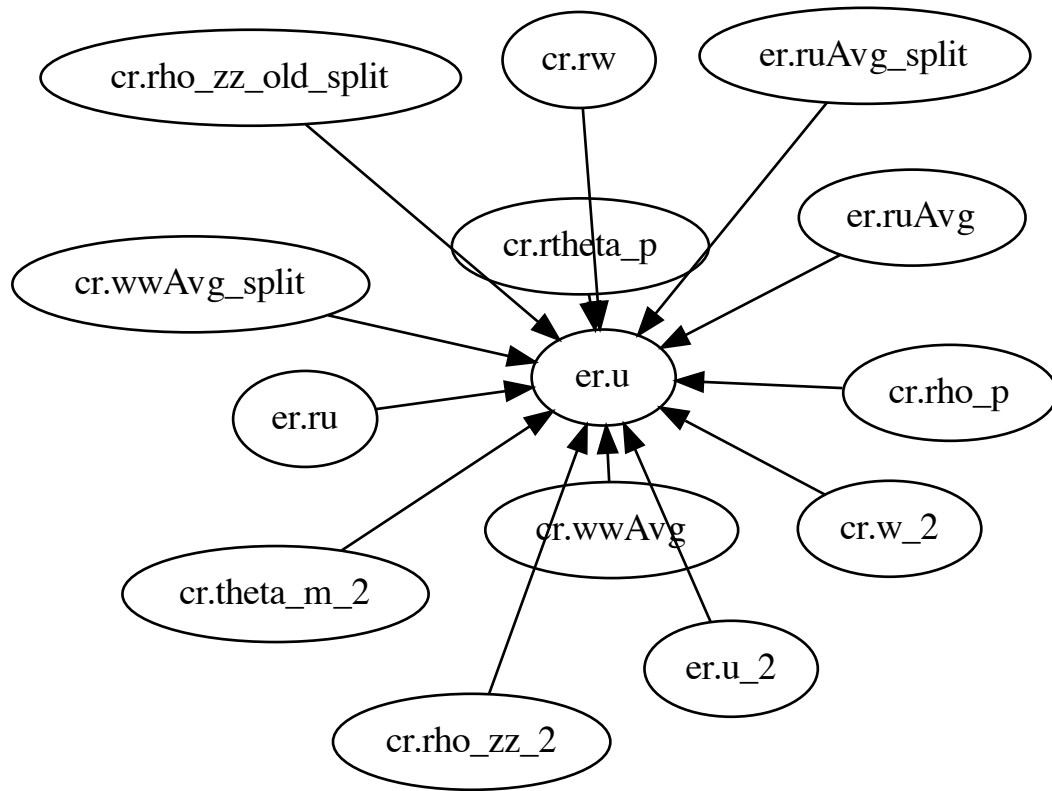 cr.rho_zz_old_split
cr.rw
er.ruAvg_split
er.ruAvg
cr.rtheta_p
cr.wwAvg_split
er.u
cr.rho_p
er.ru
cr.wwAvg
cr.w_2
cr.theta_m_2
er.u_2
cr.rho_zz_2